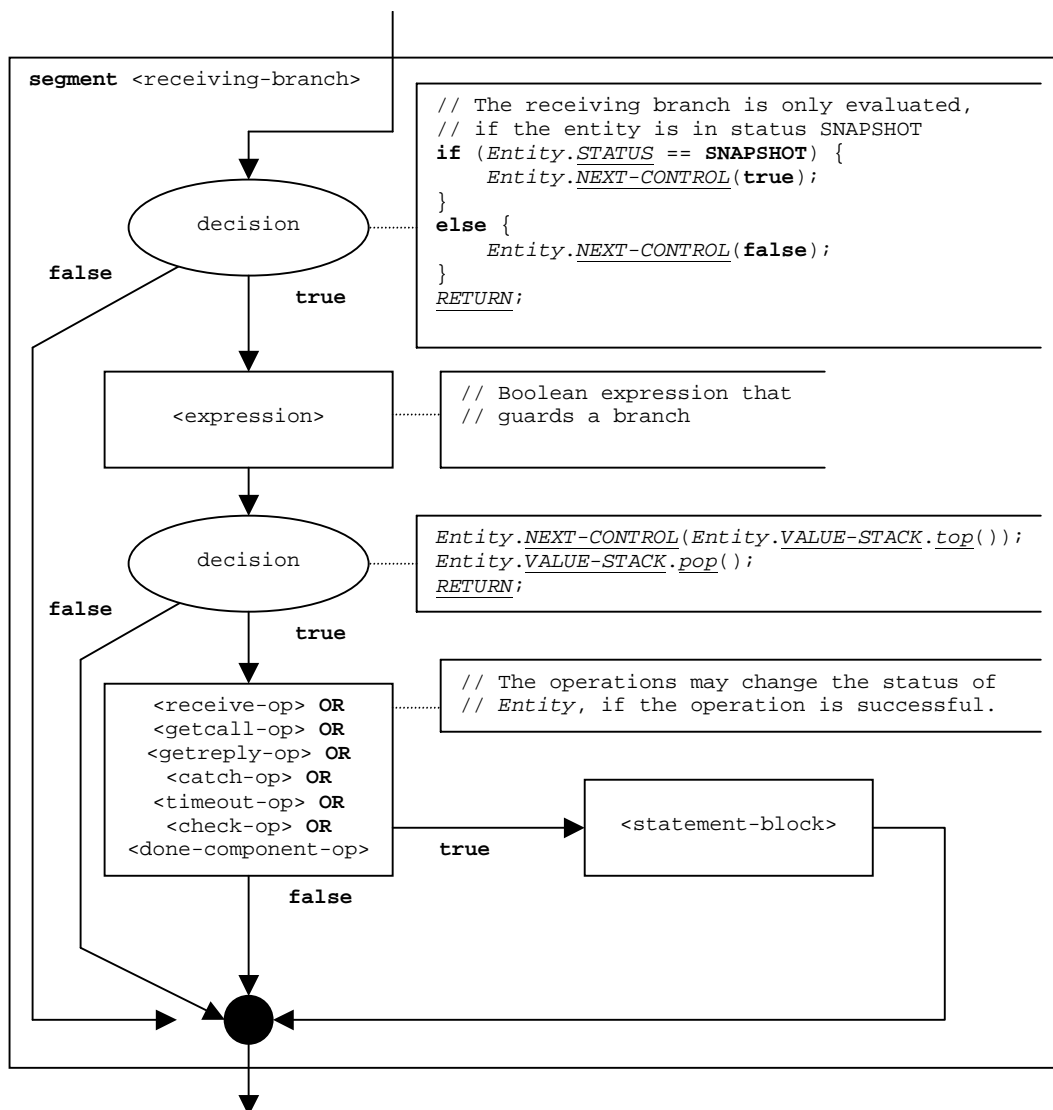 segment <receiving-branch>
// The receiving branch is only evaluated,
// if the entity is in status SNAPSHOT
if (Entity.STATUS == SNAPSHOT) {
    Entity.NEXT-CONTROL(true);
}
else {
    Entity.NEXT-CONTROL(false);
}
RETURN;
decision
false
true
<expression>
// Boolean expression that
// guards a branch
decision
Entity.NEXT-CONTROL(Entity.VALUE-STACK.top());
Entity.VALUE-STACK.pop();
RETURN;
false
true
<receive-op> OR
<getcall-op> OR
<getreply-op> OR
<catch-op> OR
<timeout-op> OR
<check-op> OR
<done-component-op>
// The operations may change the status of
// Entity, if the operation is successful.
true
<statement-block>
false